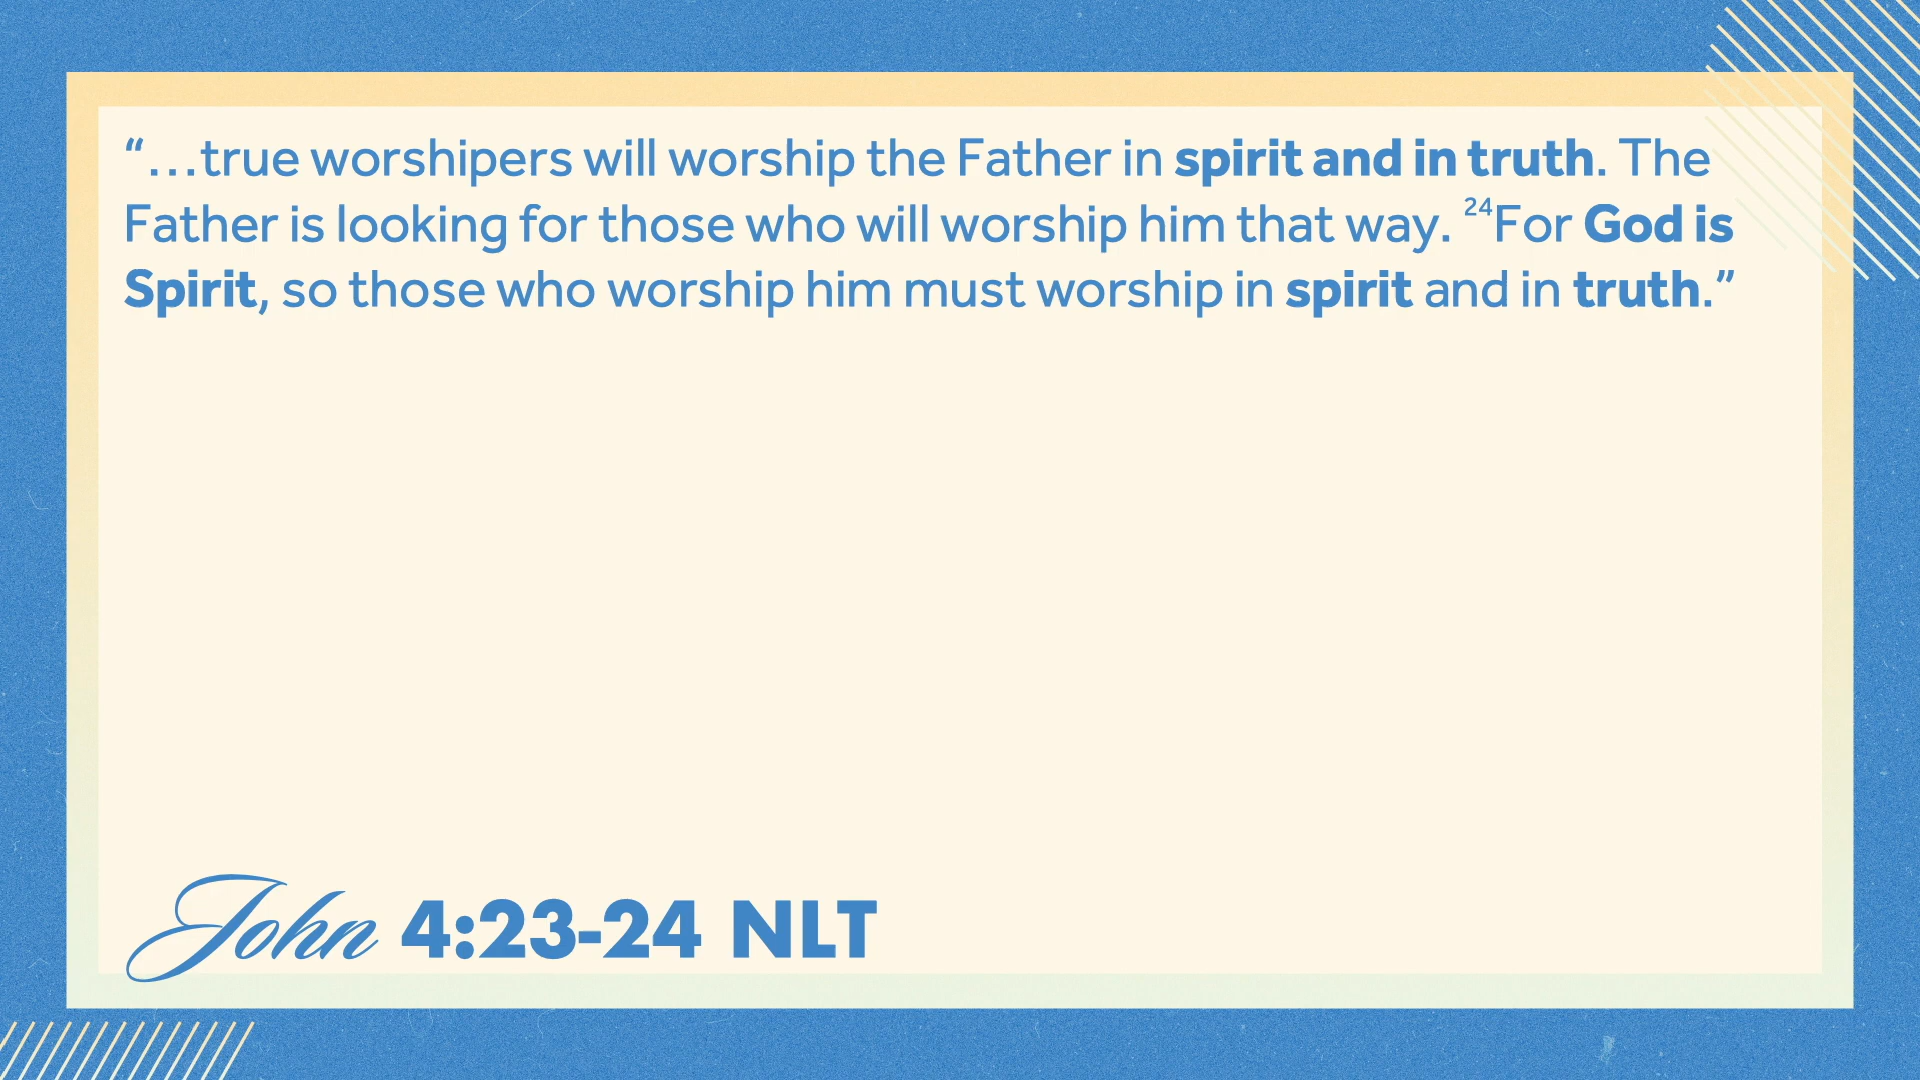 “…true worshipers will worship the Father in spirit and in truth. The
Father is looking for those who will worship him that way. ²⁴For God is
Spirit, so those who worship him must worship in spirit and in truth.”
John 4:23-24 NLT